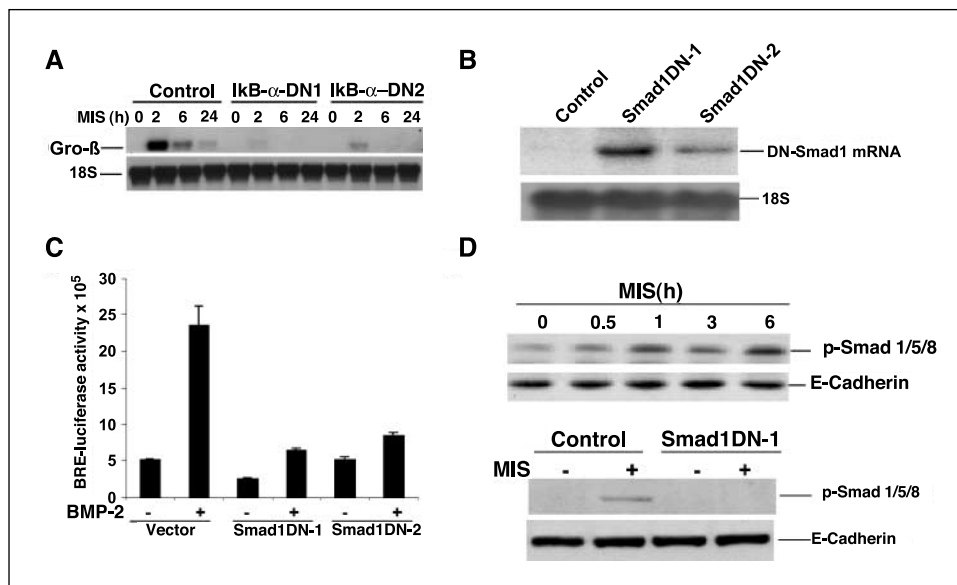 A
Control IkB-α-DN1 IkB-α–DN2
MIS (h) 0 2 6 24 0 2 6 24 0 2 6 24
Gro-ß
18S
B
Control Smad1DN-1 Smad1DN-2
DN-Smad1 mRNA
18S
C
BRE-luciferase activity x 10⁵
30
25
20
15
10
5
0
BMP-2 - + - + - +
Vector Smad1DN-1 Smad1DN-2
D
MIS(h)
0 0.5 1 3 6
p-Smad 1/5/8
E-Cadherin
Control Smad1DN-1
MIS - + - +
p-Smad 1/5/8
E-Cadherin